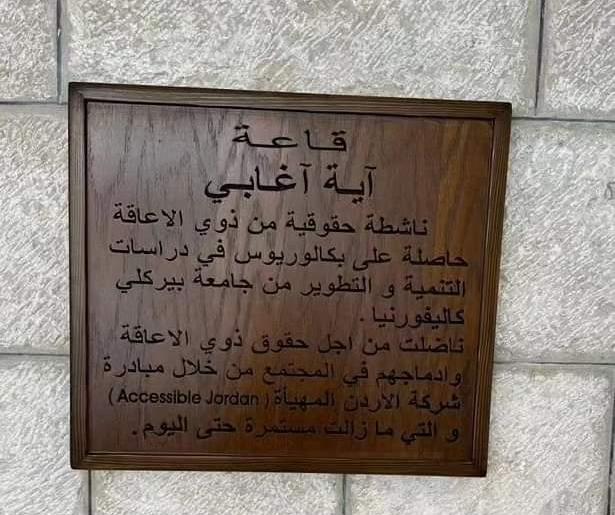 قاعة
آية آغابي
ناشطة حقوقية من ذوي الاعاقة
حاصلة على بكالوريوس في دراسات
التنمية و التطوير من جامعة بيركلي
كاليفورنيا .
ناضلت من اجل حقوق ذوي الاعاقة
وادماجهم في المجتمع من خلال مبادرة
شركة الاردن المهيأة ( Accessible Jordan )
و التي ما زالت مستمرة حتى اليوم .